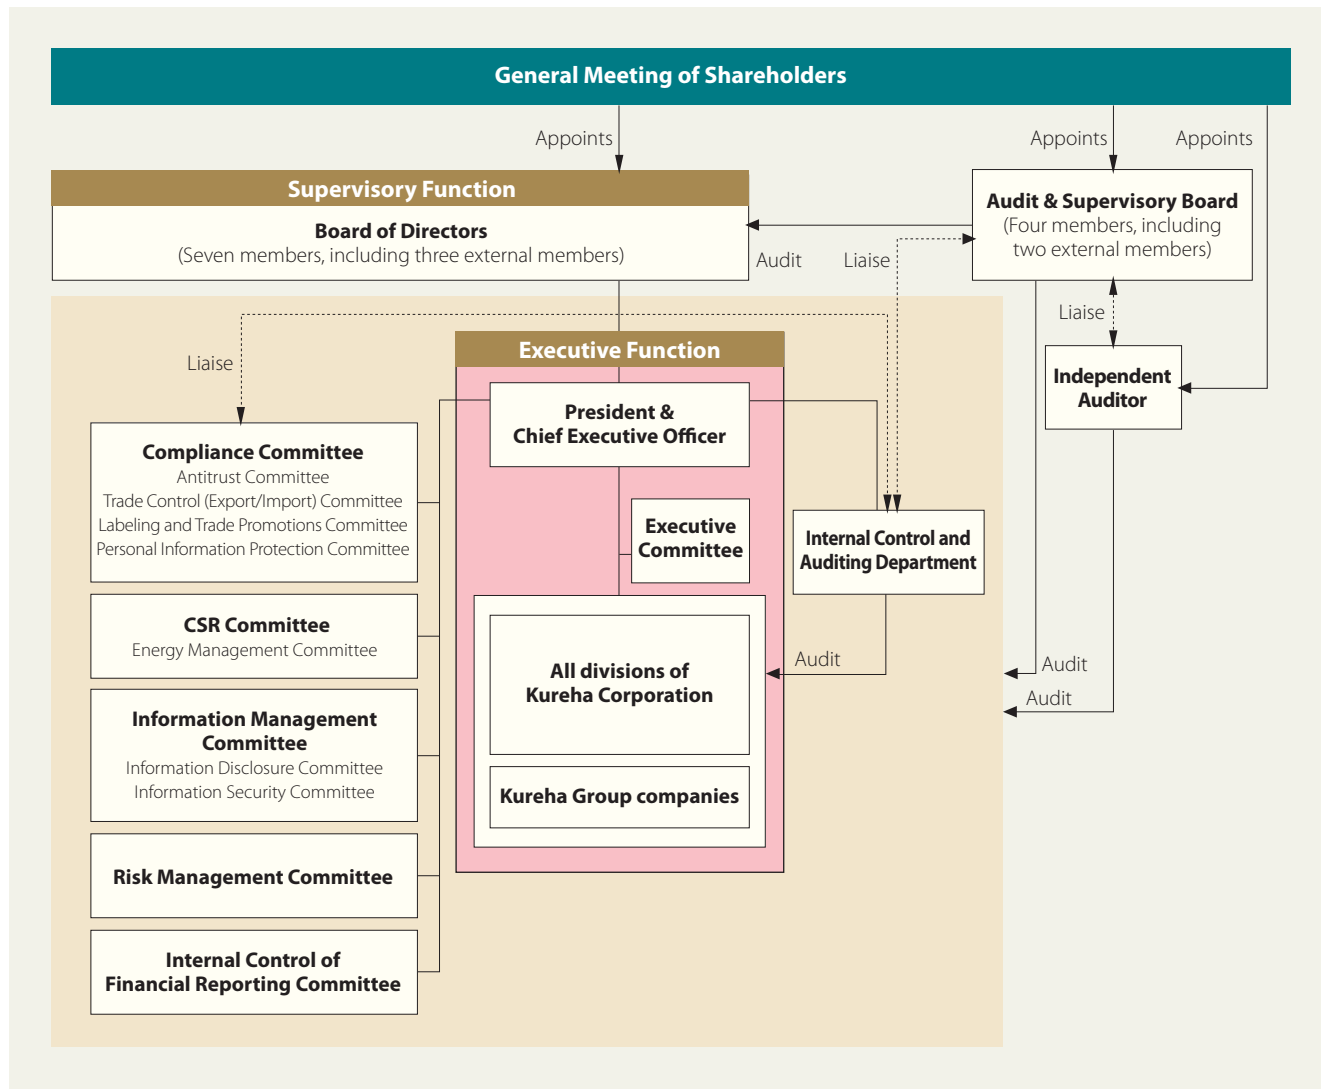 General Meeting of Shareholders
Appoints
Appoints
Appoints
Supervisory Function
Board of Directors
(Seven members, including three external members)
Audit & Supervisory Board
(Four members, including
two external members)
Audit
Liaise
Liaise
Independent
Auditor
Liaise
Executive Function
President &
Chief Executive Officer
Executive
Committee
Internal Control and
Auditing Department
Compliance Committee
Antitrust Committee
Trade Control (Export/Import) Committee
Labeling and Trade Promotions Committee
Personal Information Protection Committee
CSR Committee
Energy Management Committee
All divisions of
Kureha Corporation
Audit
Audit
Audit
Information Management
Committee
Information Disclosure Committee
Information Security Committee
Kureha Group companies
Risk Management Committee
Internal Control of
Financial Reporting Committee